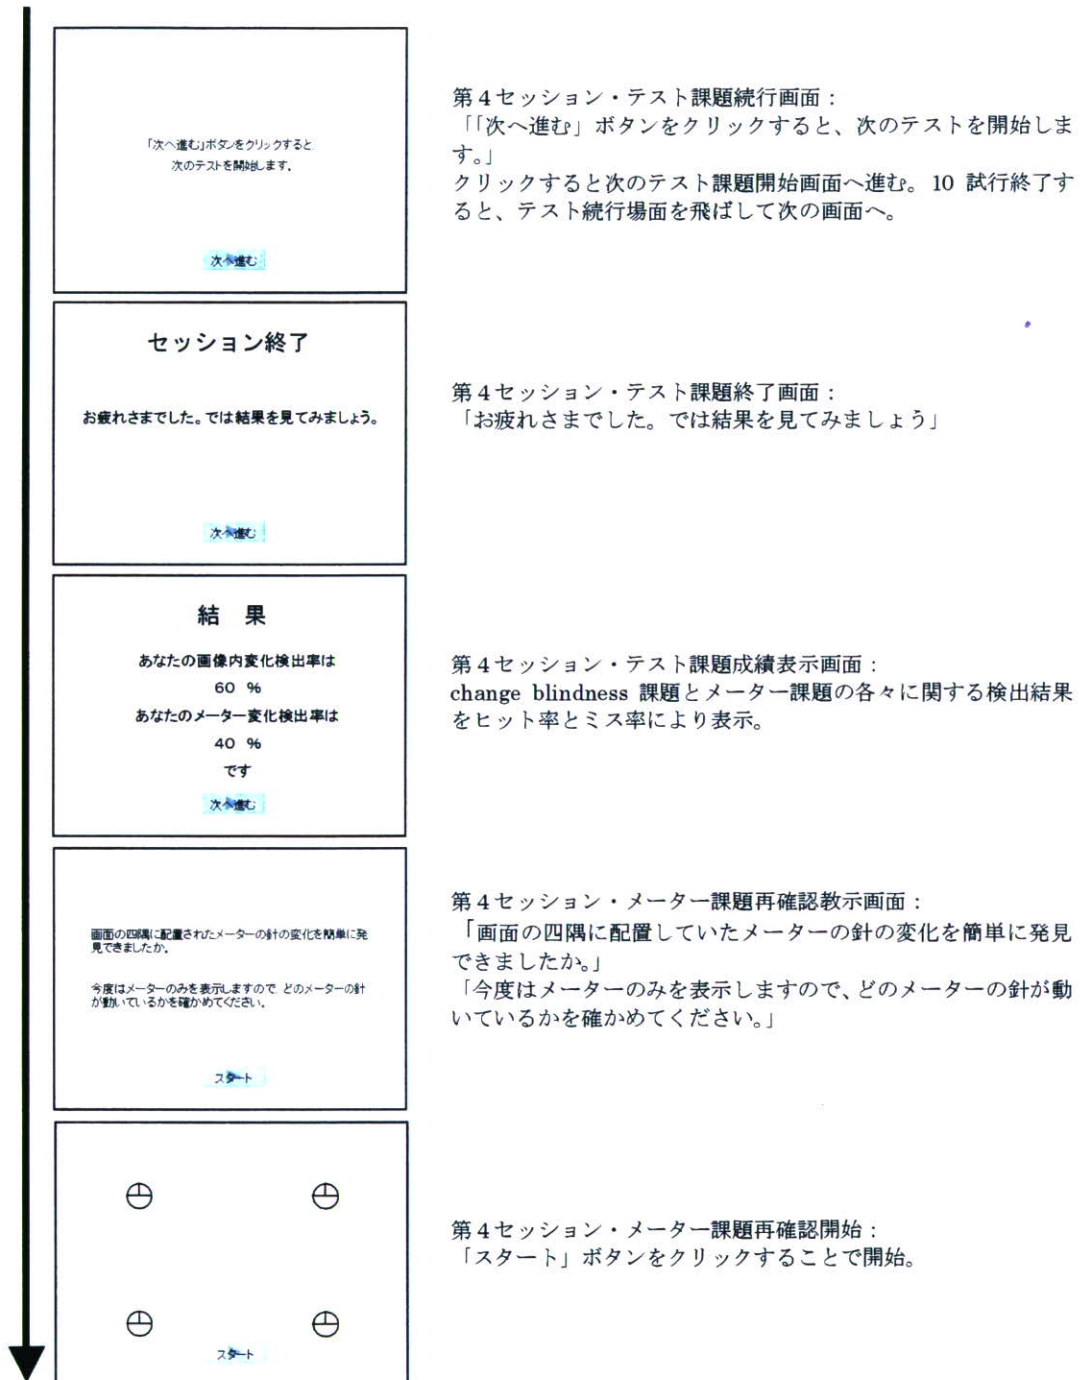 「次へ進む」ボタンをクリックすると
次のテストを開始します。
次へ進む
第4セッション・テスト課題続行画面：
「「次へ進む」ボタンをクリックすると、次のテストを開始しま
す。」
クリックすると次のテスト課題開始画面へ進む。10 試行終了す
ると、テスト続行場面を飛ばして次の画面へ。
セッション終了
お疲れさまでした。では結果を見てみましょう。
次へ進む
第4セッション・テスト課題終了画面：
「お疲れさまでした。では結果を見てみましょう」
結 果
あなたの画像内変化検出率は
60 %
あなたのメーター変化検出率は
40 %
です
次へ進む
第4セッション・テスト課題成績表示画面：
change blindness 課題とメーター課題の各々に関する検出結果
をヒット率とミス率により表示。
画面の四隅に配置されたメーターの針の変化を簡単に発
見できましたか。
今度はメーターのみを表示しますので どのメーターの針
が動いているかを確かめてください。
スタート
第4セッション・メーター課題再確認教示画面：
「画面の四隅に配置していたメーターの針の変化を簡単に発見
できましたか。」
「今度はメーターのみを表示しますので、どのメーターの針が動
いているかを確かめてください。」
スタート
第4セッション・メーター課題再確認開始：
「スタート」ボタンをクリックすることで開始。